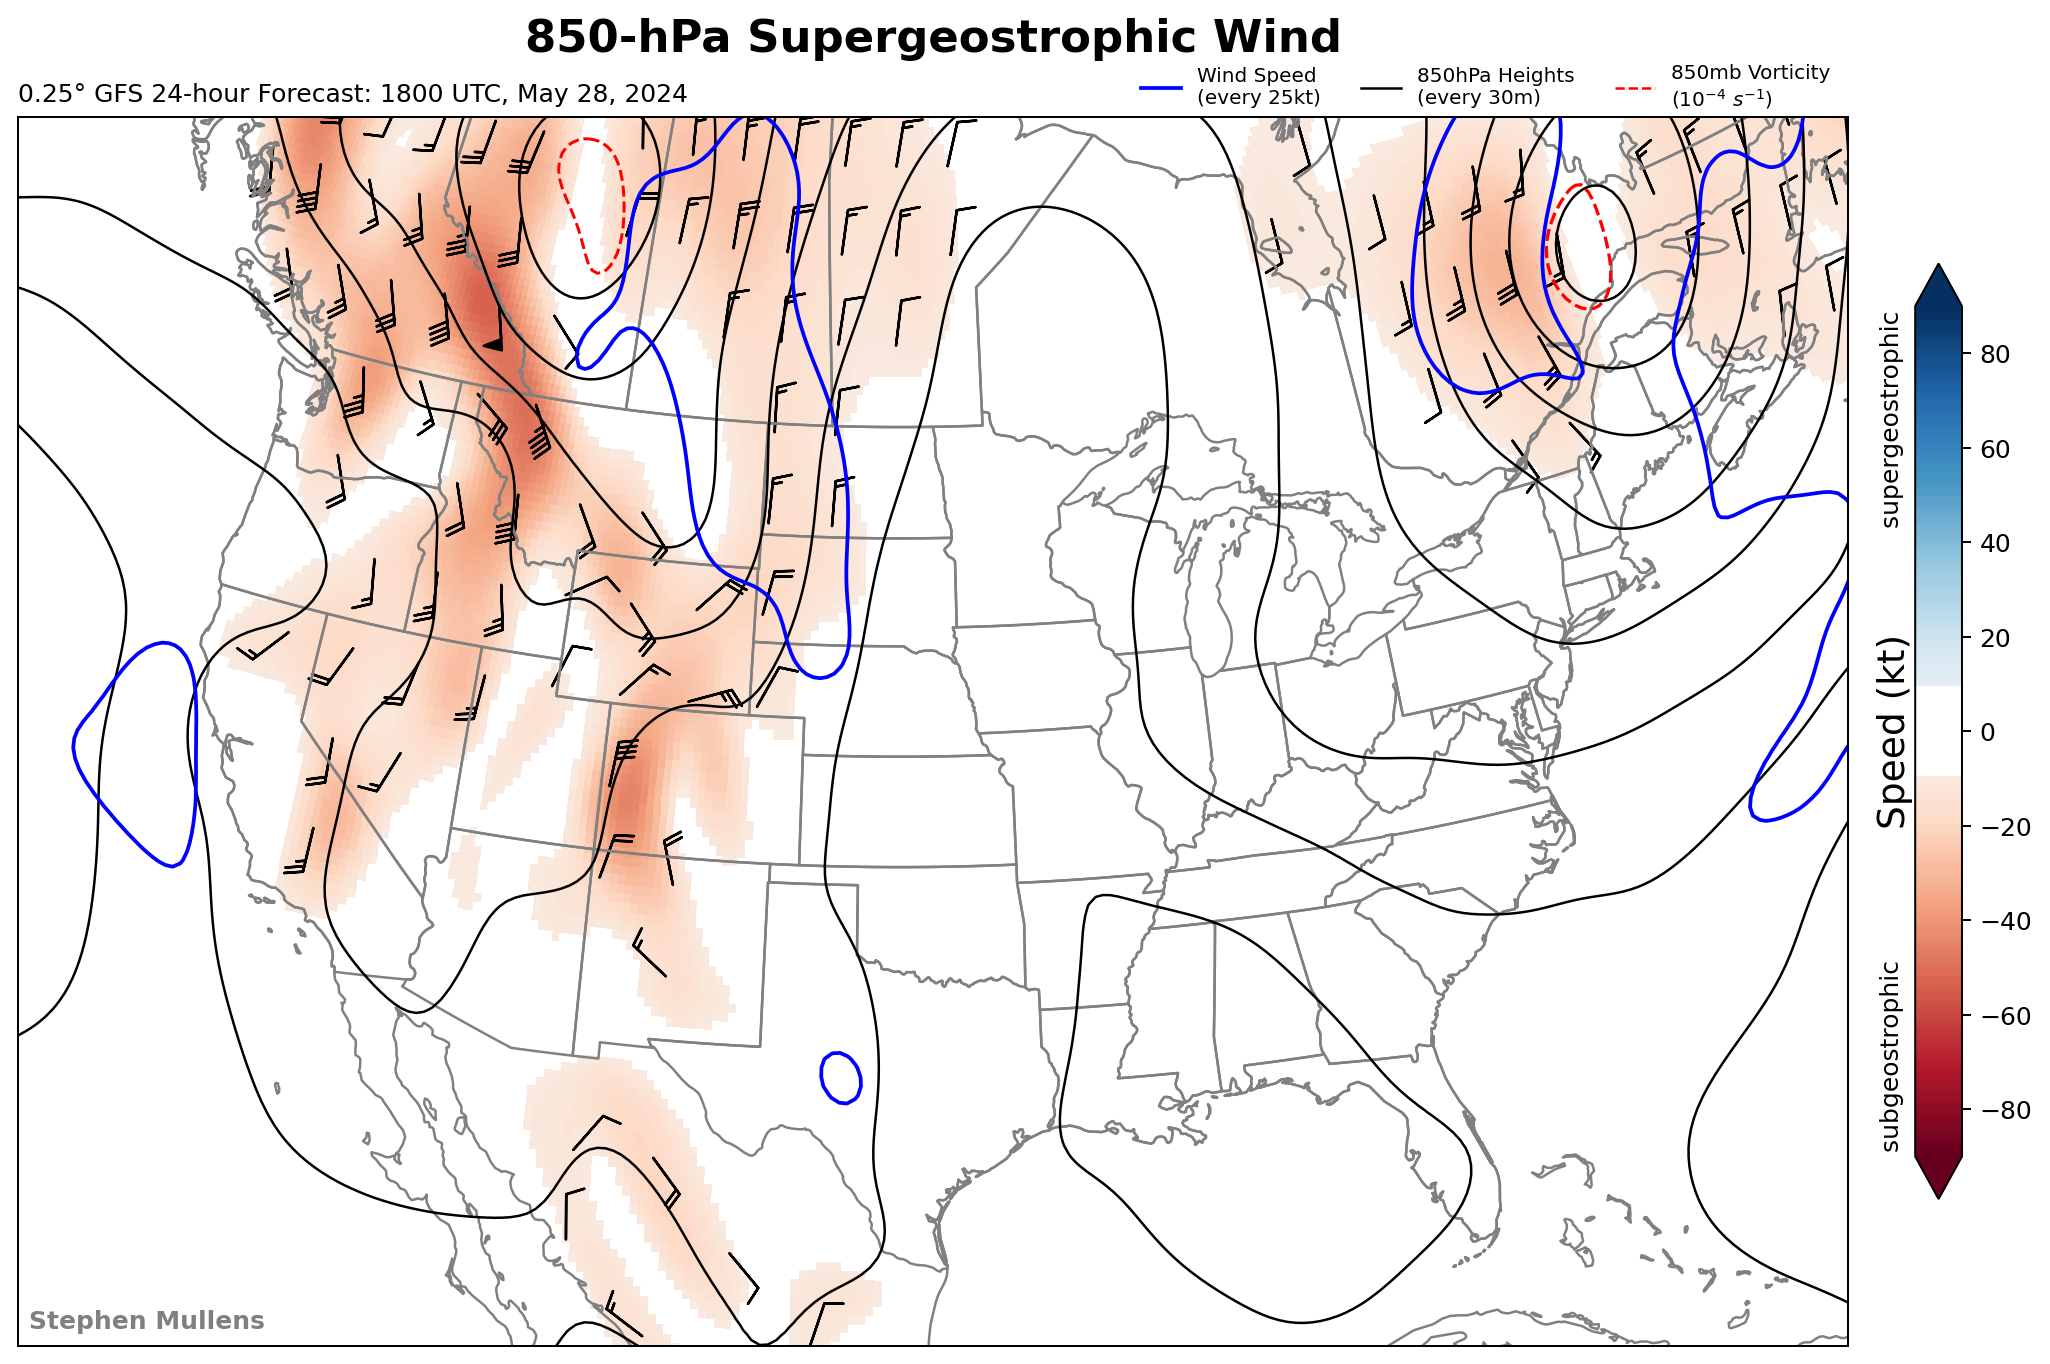 850-hPa Supergeostrophic Wind
0.25° GFS 24-hour Forecast: 1800 UTC, May 28, 2024
Wind Speed
(every 25kt)
850hPa Heights
(every 30m)
850mb Vorticity
(10⁻⁴ s⁻¹)
supergeostrophic
subgeostrophic
Speed (kt)
80
60
40
20
0
−20
−40
−60
−80
Stephen Mullens